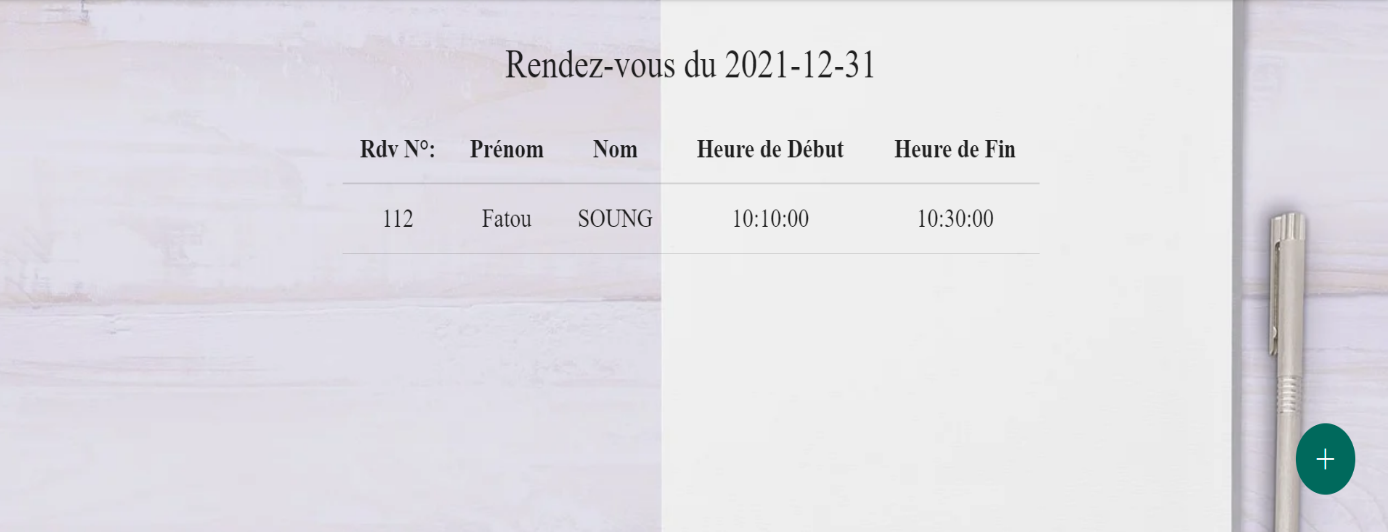 Rendez-vous du 2021-12-31
Rdv N°: Prénom Nom Heure de Début Heure de Fin
112 Fatou SOUNG 10:10:00 10:30:00
+